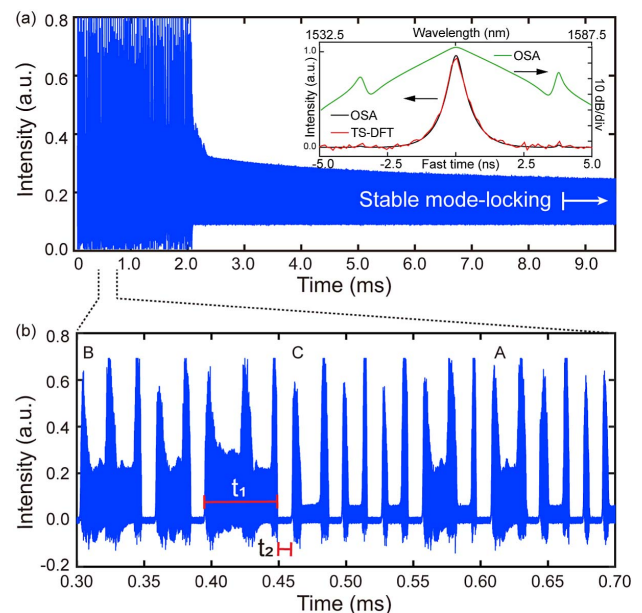 (a)
Intensity (a.u.)
0.8
0.6
0.4
0.2
0.0
Wavelength (nm)
1532.5
1587.5
OSA
Intensity (a.u.)
1.0
0.0
10 dB/div
OSA
TS-DFT
-5.0 -2.5 Fast time (ns) 2.5 5.0
Stable mode-locking
0 1.0 2.0 3.0 4.0 5.0 6.0 7.0 8.0 9.0
Time (ms)
(b)
Intensity (a.u.)
0.8
0.6
0.4
0.2
0.0
-0.2
B C A
t₁
t₂
0.30 0.35 0.40 0.45 0.50 0.55 0.60 0.65 0.70
Time (ms)